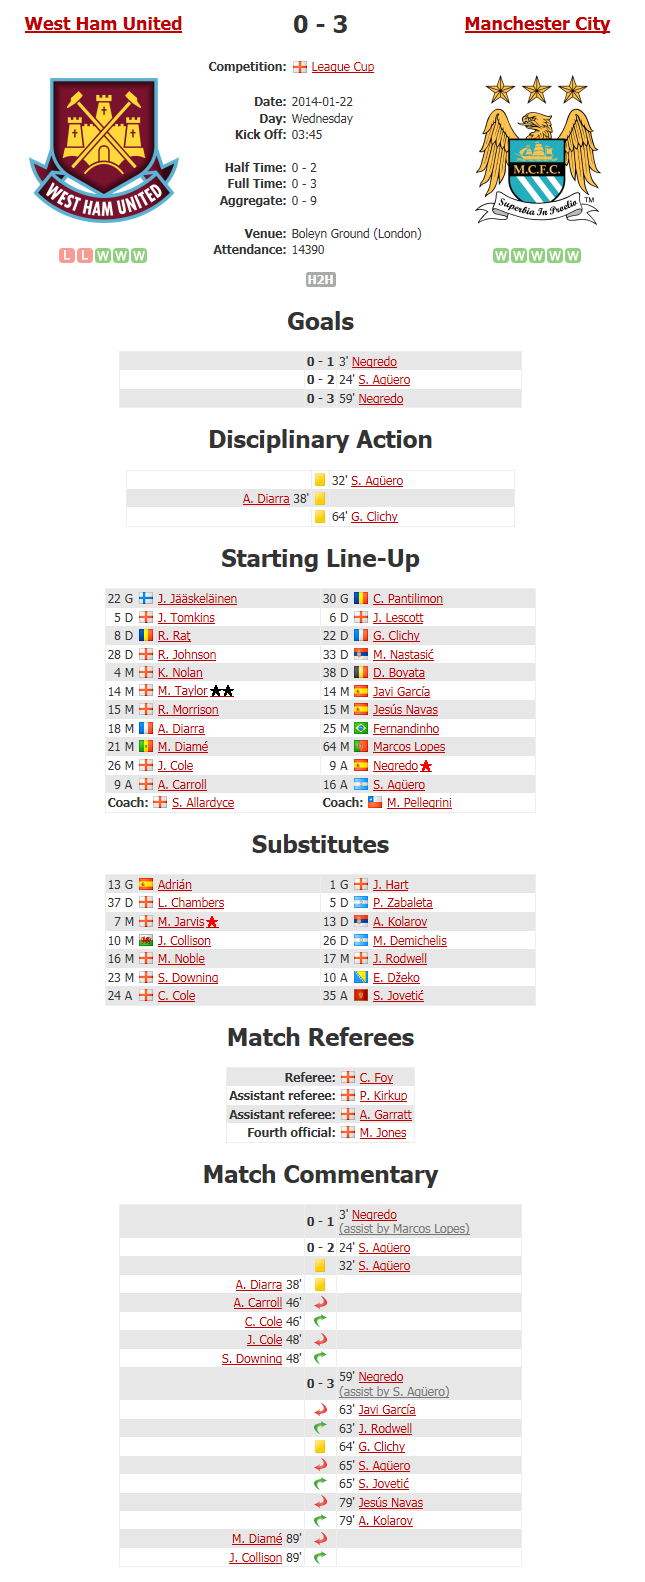 West Ham United 0 - 3 Manchester City
Competition: League Cup
Date: 2014-01-22
Day: Wednesday
Kick Off: 03:45
Half Time: 0 - 2
Full Time: 0 - 3
Aggregate: 0 - 9
Venue: Boleyn Ground (London)
Attendance: 14390
WEST HAM UNITED
M.C.F.C.
Superbia In Proelio TM
L L W W W
W W W W W
H2H
Goals
0 - 1 3' Negredo
0 - 2 24' S. Agüero
0 - 3 59' Negredo
Disciplinary Action
32' S. Agüero
A. Diarra 38'
64' G. Clichy
Starting Line-Up
22 G J. Jääskeläinen 30 G C. Pantilimon
5 D J. Tomkins 6 D J. Lescott
8 D R. Raț 22 D G. Clichy
28 D R. Johnson 33 D M. Nastasić
4 M K. Nolan 38 D D. Boyata
14 M M. Taylor 14 M Javi García
15 M R. Morrison 15 M Jesús Navas
18 M A. Diarra 25 M Fernandinho
21 M M. Diamé 64 M Marcos Lopes
26 M J. Cole 9 A Negredo
9 A A. Carroll 16 A S. Agüero
Coach: S. Allardyce Coach: M. Pellegrini
Substitutes
13 G Adrián 1 G J. Hart
37 D L. Chambers 5 D P. Zabaleta
7 M M. Jarvis 13 D A. Kolarov
10 M J. Collison 26 D M. Demichelis
16 M M. Noble 17 M J. Rodwell
23 M S. Downing 10 A E. Džeko
24 A C. Cole 35 A S. Jovetić
Match Referees
Referee: C. Foy
Assistant referee: P. Kirkup
Assistant referee: A. Garratt
Fourth official: M. Jones
Match Commentary
0 - 1 3' Negredo
(assist by Marcos Lopes)
0 - 2 24' S. Agüero
32' S. Agüero
A. Diarra 38'
A. Carroll 46'
C. Cole 46'
J. Cole 48'
S. Downing 48'
0 - 3 59' Negredo
(assist by S. Agüero)
63' Javi García
63' J. Rodwell
64' G. Clichy
65' S. Agüero
65' S. Jovetić
79' Jesús Navas
79' A. Kolarov
M. Diamé 89'
J. Collison 89'